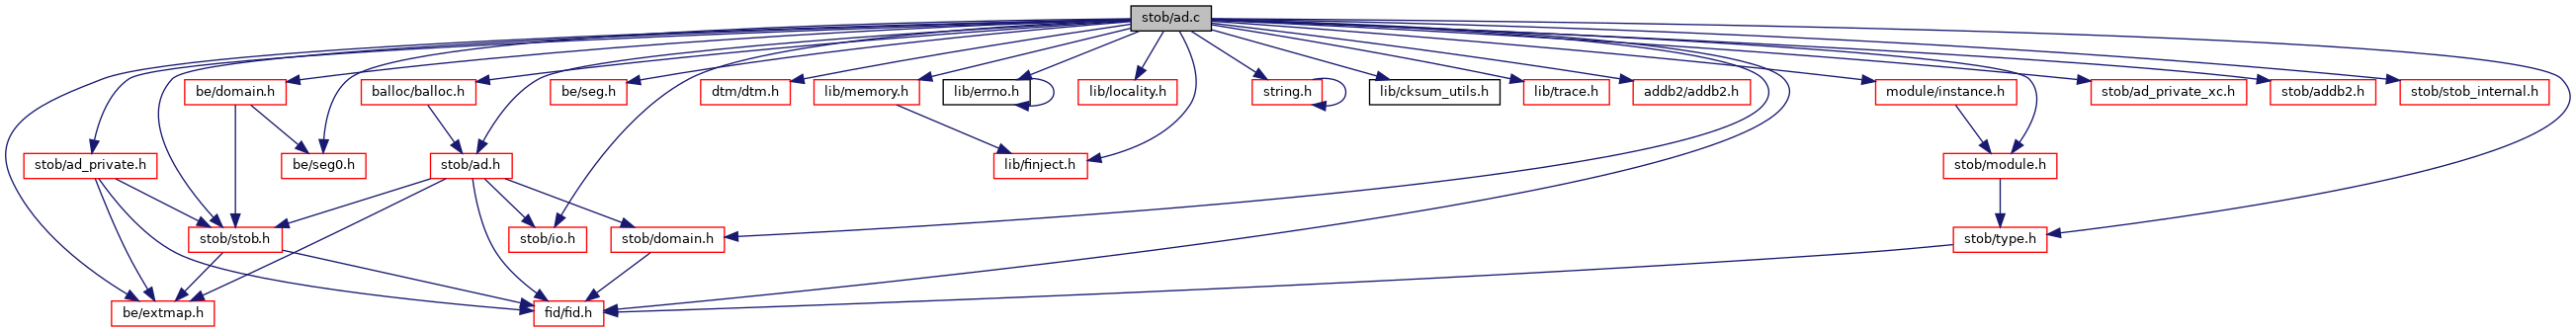 stob/ad.c
be/domain.h
balloc/balloc.h
be/seg.h
dtm/dtm.h
lib/memory.h
lib/errno.h
lib/locality.h
string.h
lib/cksum_utils.h
lib/trace.h
addb2/addb2.h
module/instance.h
stob/ad_private_xc.h
stob/addb2.h
stob/stob_internal.h
stob/ad_private.h
be/seg0.h
stob/ad.h
lib/finject.h
stob/module.h
stob/stob.h
stob/io.h
stob/domain.h
stob/type.h
be/extmap.h
fid/fid.h